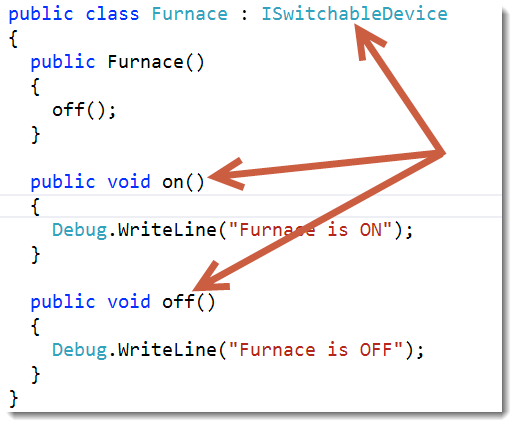 public class Furnace : ISwitchableDevice
{
  public Furnace()
  {
    off();
  }
  public void on()
  {
    Debug.WriteLine("Furnace is ON");
  }
  public void off()
  {
    Debug.WriteLine("Furnace is OFF");
  }
}